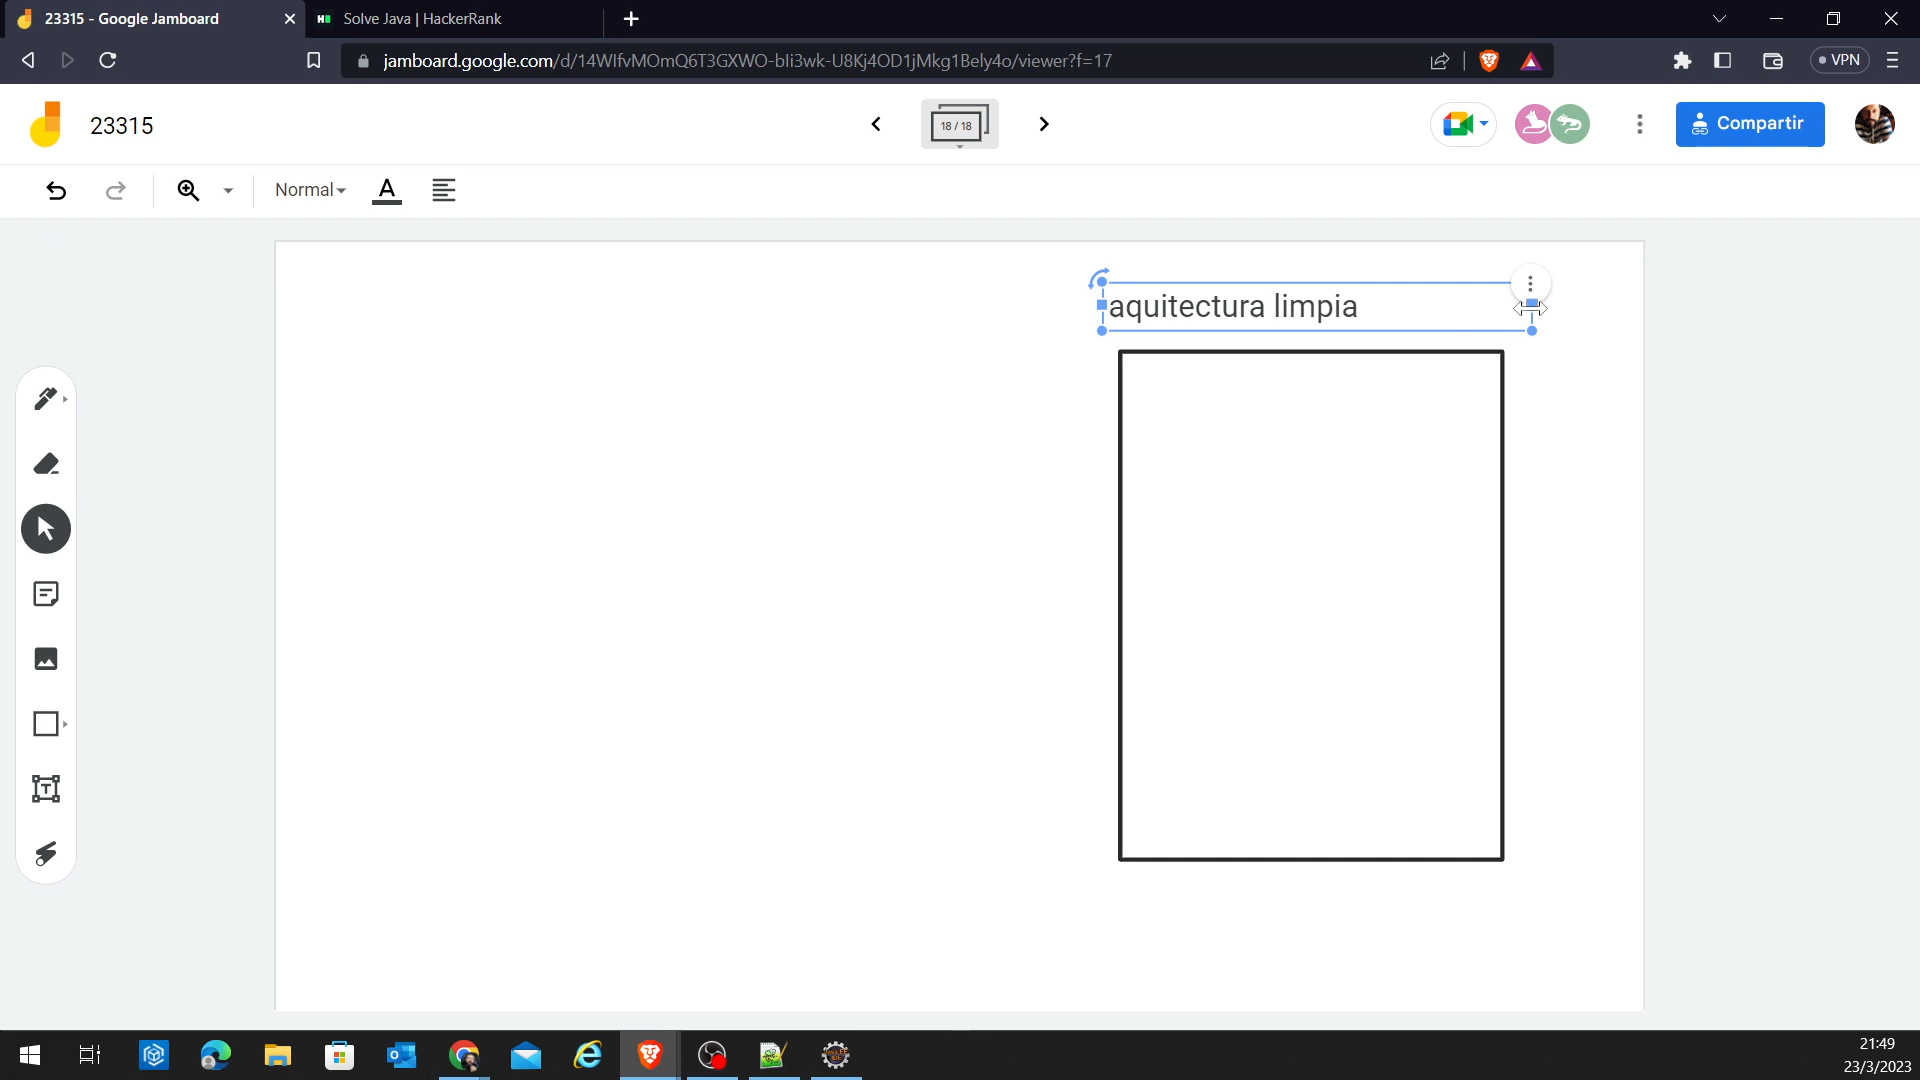 23315 - Google Jamboard
Solve Java | HackerRank
jamboard.google.com/d/14WIfvMOmQ6T3GXWO-bIi3wk-U8Kj4OD1jMkg1Bely4o/viewer?f=17
VPN
23315
18 / 18
Compartir
Normal
A
aquitectura limpia
21:49
23/3/2023